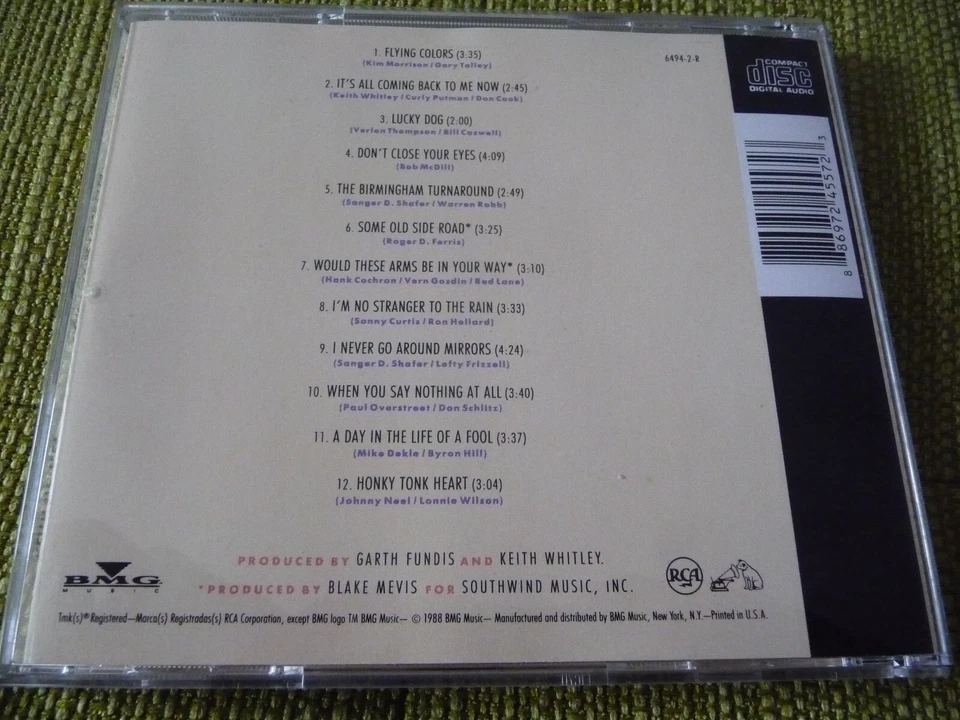 1. FLYING COLORS (3:35)
(Kim Morrison / Gary Talley)
2. IT'S ALL COMING BACK TO ME NOW (2:45)
(Keith Whitley / Curly Putman / Don Cook)
3. LUCKY DOG (2:00)
(Verlon Thompson / Bill Caswell)
4. DON'T CLOSE YOUR EYES (4:09)
(Bob McDill)
5. THE BIRMINGHAM TURNAROUND (2:49)
(Sanger D. Shafer / Warren Robb)
6. SOME OLD SIDE ROAD* (3:25)
(Roger D. Ferris)
7. WOULD THESE ARMS BE IN YOUR WAY* (3:10)
(Hank Cochran / Vern Gosdin / Red Lane)
8. I'M NO STRANGER TO THE RAIN (3:33)
(Sonny Curtis / Ron Hellard)
9. I NEVER GO AROUND MIRRORS (4:24)
(Sanger D. Shafer / Lefty Frizzell)
10. WHEN YOU SAY NOTHING AT ALL (3:40)
(Paul Overstreet / Don Schlitz)
11. A DAY IN THE LIFE OF A FOOL (3:37)
(Mike Dekle / Byron Hill)
12. HONKY TONK HEART (3:04)
(Johnny Neel / Lonnie Wilson)
PRODUCED BY GARTH FUNDIS AND KEITH WHITLEY.
*PRODUCED BY BLAKE MEVIS FOR SOUTHWIND MUSIC, INC.
BMG
MUSIC
RCA
Tmk(s)® Registered—Marca(s) Registradas(s) RCA Corporation, except BMG logo TM BMG Music— © 1988 BMG Music— Manufactured and distributed by BMG Music, New York, N.Y.—Printed in U.S.A.
6494-2-R
COMPACT
disc
DIGITAL AUDIO
8 86972 45572 3